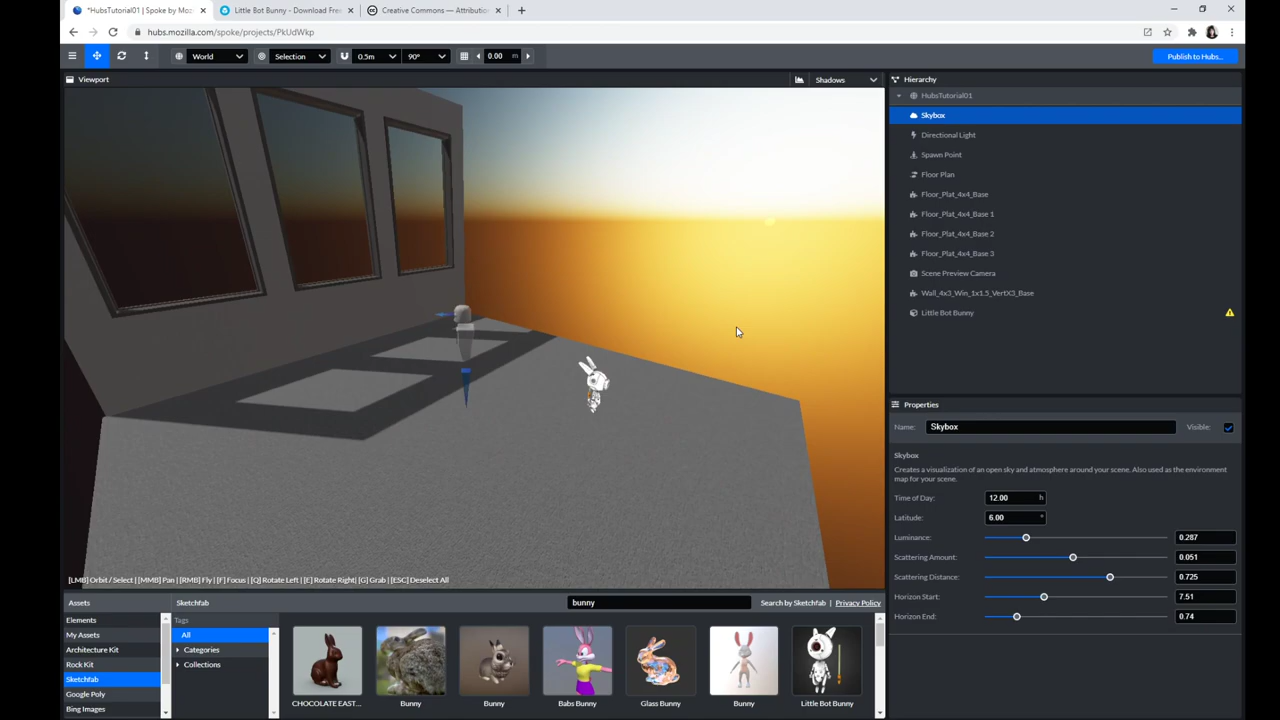 *HubsTutorial01 | Spoke by Moz
Little Bot Bunny - Download Fre
Creative Commons — Attributio
hubs.mozilla.com/spoke/projects/PkUdWkp
World
Selection
0.5m
90°
0.00 m
Publish to Hubs...
Viewport
Shadows
Hierarchy
HubsTutorial01
Skybox
Directional Light
Spawn Point
Floor Plan
Floor_Plat_4x4_Base
Floor_Plat_4x4_Base 1
Floor_Plat_4x4_Base 2
Floor_Plat_4x4_Base 3
Scene Preview Camera
Wall_4x3_Win_1x1.5_VertX3_Base
Little Bot Bunny
Properties
Name: Skybox Visible:
Skybox
Creates a visualization of an open sky and atmosphere around your scene. Also used as the environment
map for your scene.
Time of Day: 12.00 h
Latitude: 6.00 °
Luminance: 0.287
Scattering Amount: 0.051
Scattering Distance: 0.725
Horizon Start: 7.51
Horizon End: 0.74
[LMB] Orbit / Select | [MMB] Pan | [RMB] Fly | [F] Focus | [Q] Rotate Left | [E] Rotate Right | [G] Grab | [ESC] Deselect All
Assets
Elements
My Assets
Architecture Kit
Rock Kit
Sketchfab
Google Poly
Bing Images
Sketchfab
bunny
Search by Sketchfab | Privacy Policy
Tags
All
Categories
Collections
CHOCOLATE EAST...
Bunny
Bunny
Babs Bunny
Glass Bunny
Bunny
Little Bot Bunny